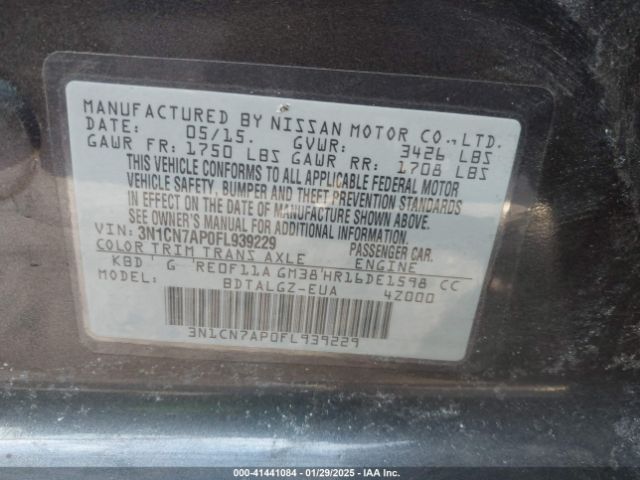 MANUFACTURED BY NISSAN MOTOR CO., LTD.
DATE: 05/15. GVWR: 3426 LBS
GAWR FR: 1750 LBS GAWR RR: 1708 LBS
THIS VEHICLE CONFORMS TO ALL APPLICABLE FEDERAL MOTOR
VEHICLE SAFETY, BUMPER AND THEFT PREVENTION STANDARDS
IN EFFECT ON THE DATE OF MANUFACTURE SHOWN ABOVE.
SEE OWNER'S MANUAL FOR ADDITIONAL INFORMATION.
VIN: 3N1CN7AP0FL939229 PASSENGER CAR.
COLOR TRIM TRANS AXLE ENGINE
KBD G RE0F11A GM38 HR16DE1598 CC
MODEL: BDTALGZ-EUA 4Z000
3N1CN7AP0FL939229
000-41441084 | 01/29/2025 - IAA Inc.